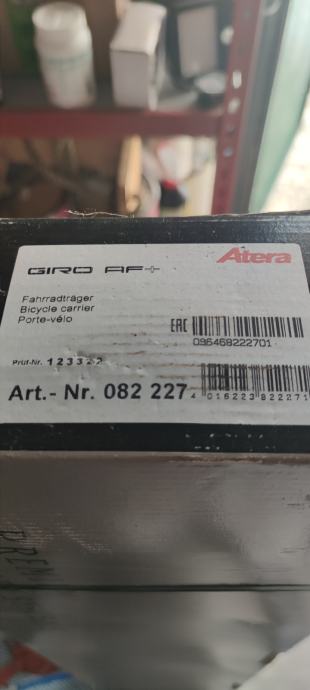 Atera
GIRO AF+
Fahrradträger
Bicycle carrier
Porte-vélo
EAC
096458222701
Prüf-Nr. 123322
Art.- Nr. 082 227
4 016223 822271